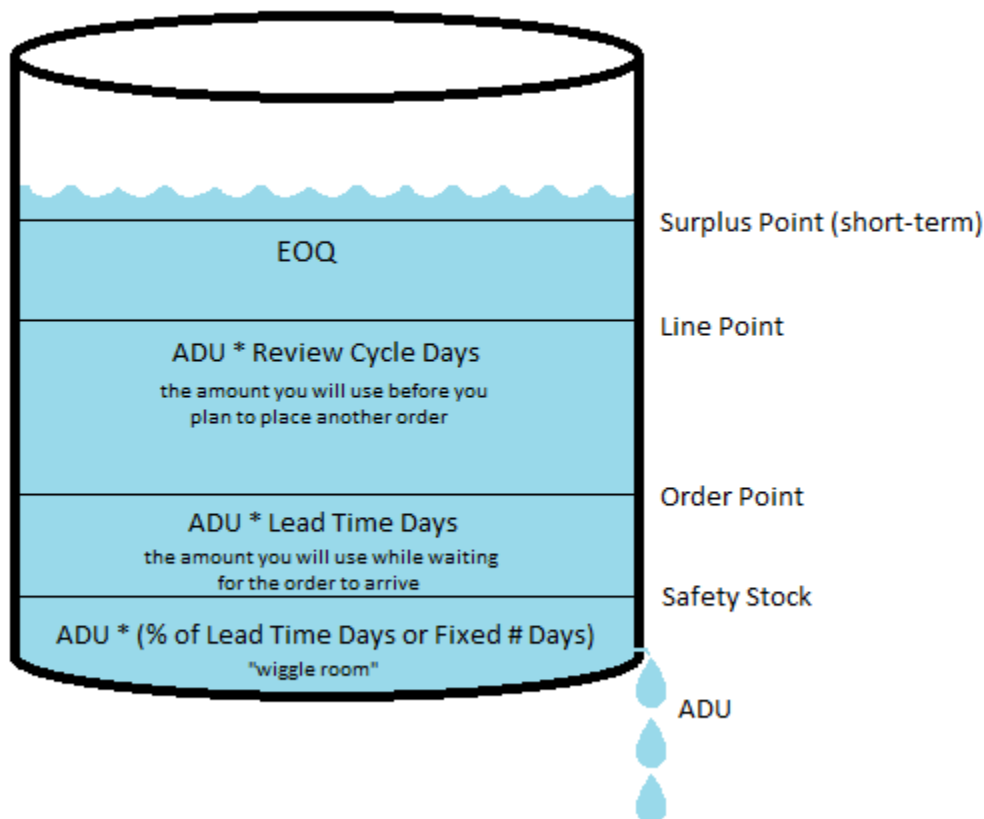 Surplus Point (short-term)
EOQ
Line Point
ADU * Review Cycle Days
the amount you will use before you
plan to place another order
Order Point
ADU * Lead Time Days
the amount you will use while waiting
for the order to arrive
Safety Stock
ADU * (% of Lead Time Days or Fixed # Days)
"wiggle room"
ADU